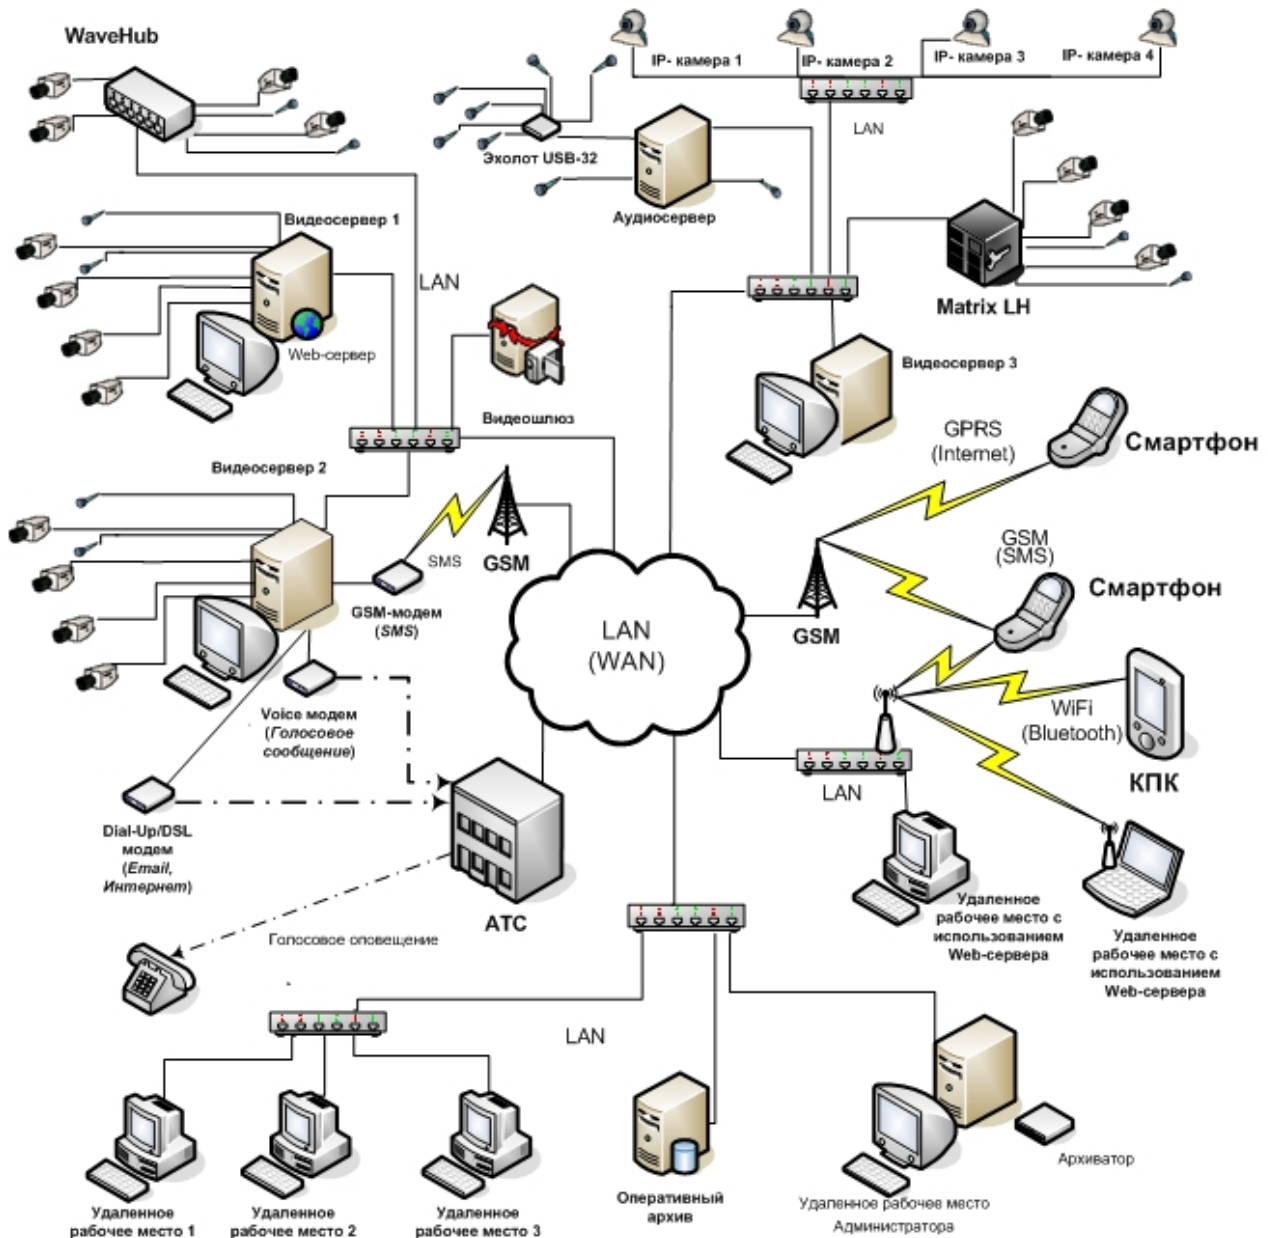 WaveHub
IP- камера 1
IP- камера 2
IP- камера 3
IP- камера 4
LAN
Эхолот USB-32
Аудиосервер
Видеосервер 1
LAN
Matrix LH
Web-сервер
Видеосервер 3
Видеошлюз
GPRS
(Internet)
Смартфон
Видеосервер 2
SMS
GSM
GSM
(SMS)
Смартфон
GSM-модем
(SMS)
GSM
LAN
(WAN)
Voice модем
(Голосовое
сообщение)
WiFi
(Bluetooth)
КПК
LAN
Dial-Up/DSL
модем
(Email,
Интернет)
АТС
Удаленное
рабочее место с
использованием
Web-сервера
Удаленное
рабочее место с
использованием
Web-сервера
Голосовое оповещение
LAN
Архиватор
Удаленное
рабочее место 1
Удаленное
рабочее место 2
Удаленное
рабочее место 3
Оперативный
архив
Удаленное рабочее место
Администратора